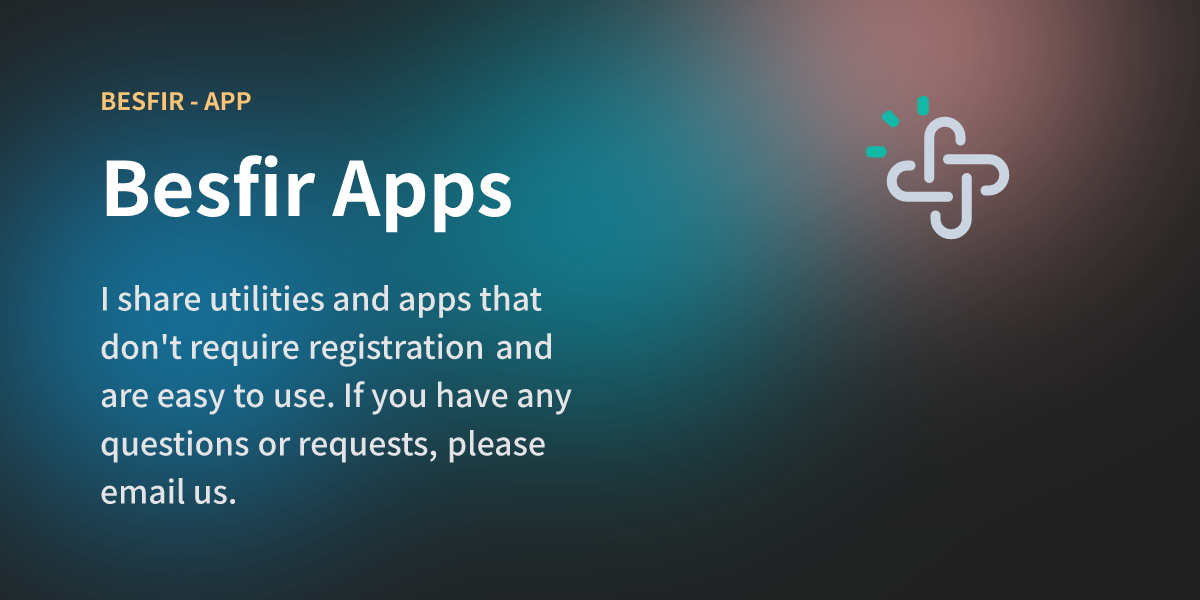 BESFIR - APP
Besfir Apps
I share utilities and apps that
don't require registration and
are easy to use. If you have any
questions or requests, please
email us.